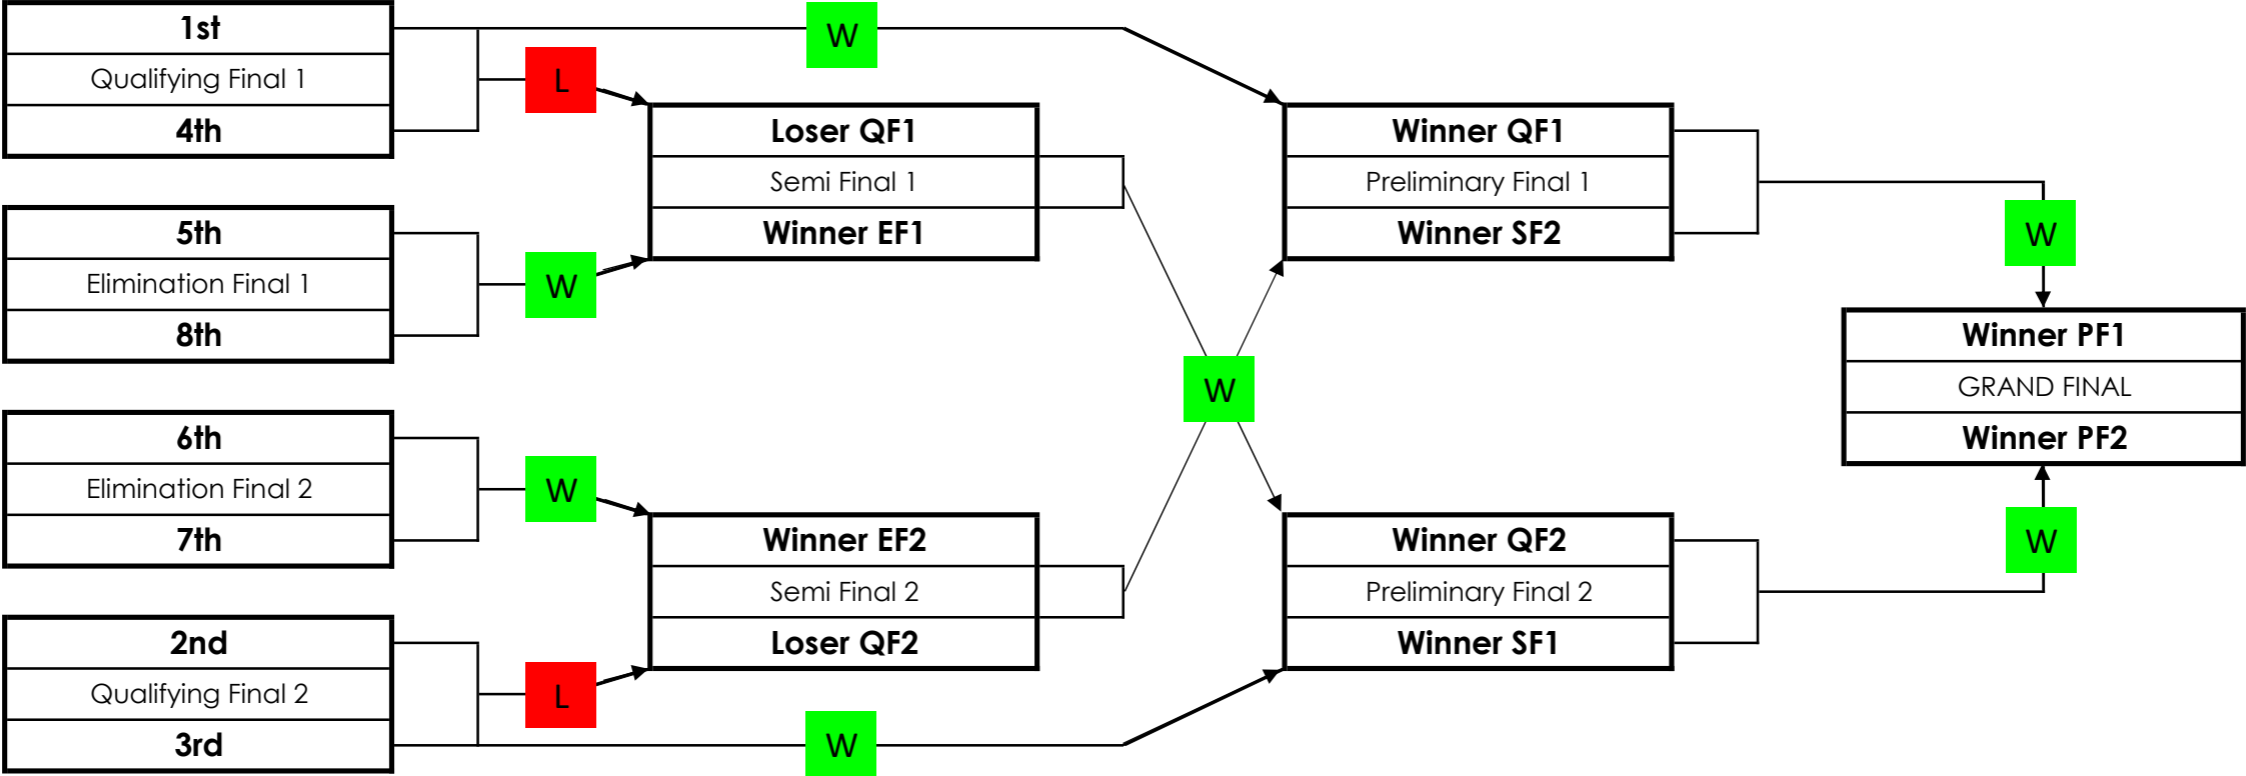 1st
Qualifying Final 1
4th
W
L
5th
Elimination Final 1
8th
W
6th
Elimination Final 2
7th
W
2nd
Qualifying Final 2
3rd
L
W
Loser QF1
Semi Final 1
Winner EF1
Winner EF2
Semi Final 2
Loser QF2
W
Winner QF1
Preliminary Final 1
Winner SF2
Winner QF2
Preliminary Final 2
Winner SF1
W
Winner PF1
GRAND FINAL
Winner PF2
W